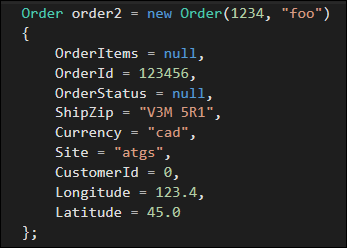 Order order2 = new Order(1234, "foo")
{
OrderItems = null,
OrderId = 123456,
OrderStatus = null,
ShipZip = "V3M 5R1",
Currency = "cad",
Site = "atgs",
CustomerId = 0,
Longitude = 123.4,
Latitude = 45.0
};